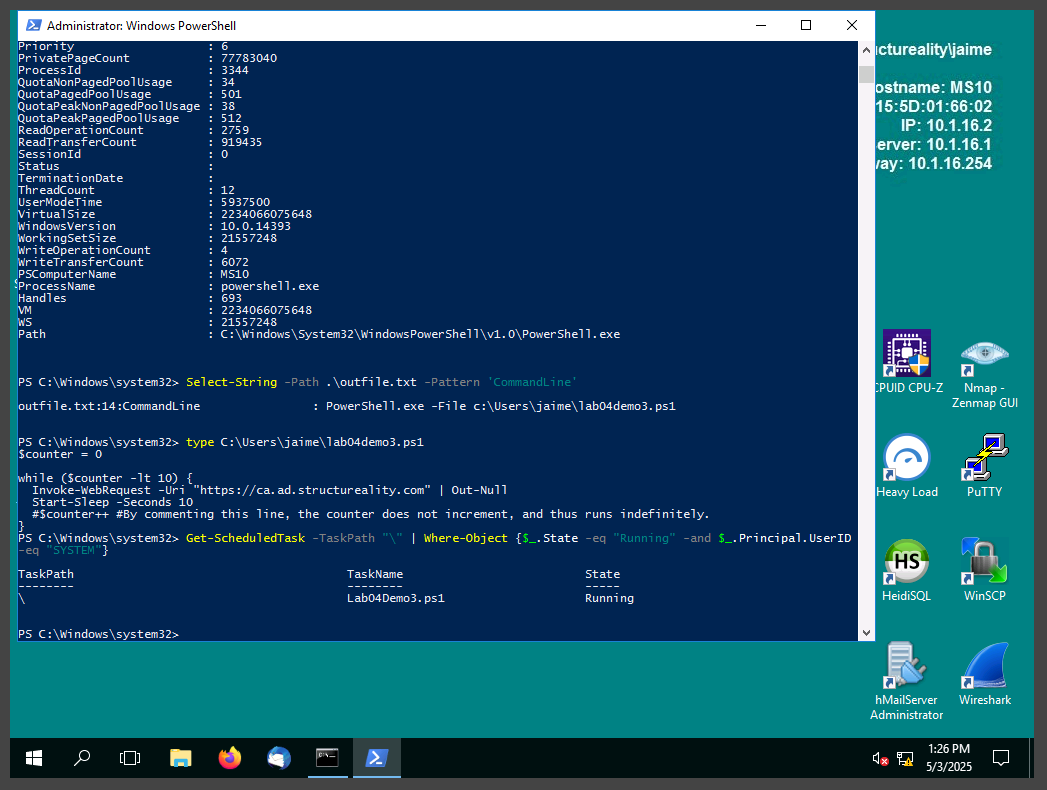 Administrator: Windows PowerShell
Priority : 6
PrivatePageCount : 77783040
ProcessId : 3344
QuotaNonPagedPoolUsage : 34
QuotaPagedPoolUsage : 501
QuotaPeakNonPagedPoolUsage : 38
QuotaPeakPagedPoolUsage : 512
ReadOperationCount : 2759
ReadTransferCount : 919435
SessionId : 0
Status :
TerminationDate :
ThreadCount : 12
UserModeTime : 5937500
VirtualSize : 2234066075648
WindowsVersion : 10.0.14393
WorkingSetSize : 21557248
WriteOperationCount : 4
WriteTransferCount : 6072
PSComputerName : MS10
ProcessName : powershell.exe
Handles : 693
VM : 2234066075648
WS : 21557248
Path : C:\Windows\System32\WindowsPowerShell\v1.0\PowerShell.exe
PS C:\Windows\system32> Select-String -Path .\outfile.txt -Pattern 'CommandLine'
outfile.txt:14:CommandLine : PowerShell.exe -File c:\Users\jaime\lab04demo3.ps1
PS C:\Windows\system32> type C:\Users\jaime\lab04demo3.ps1
$counter = 0
while ($counter -lt 10) {
Invoke-WebRequest -Uri "https://ca.ad.structureality.com" | Out-Null
Start-Sleep -Seconds 10
#$counter++ #By commenting this line, the counter does not increment, and thus runs indefinitely.
}
PS C:\Windows\system32> Get-ScheduledTask -TaskPath "\" | Where-Object {$_.State -eq "Running" -and $_.Principal.UserID
-eq "SYSTEM"}
TaskPath TaskName State
-------- -------- -----
\ Lab04Demo3.ps1 Running
PS C:\Windows\system32>
uctureality\jaime
ostname: MS10
15:5D:01:66:02
IP: 10.1.16.2
erver: 10.1.16.1
way: 10.1.16.254
CPUID CPU-Z
Nmap -
Zenmap GUI
Heavy Load
PuTTY
HS
HeidiSQL
WinSCP
hMailServer
Administrator
Wireshark
1:26 PM
5/3/2025